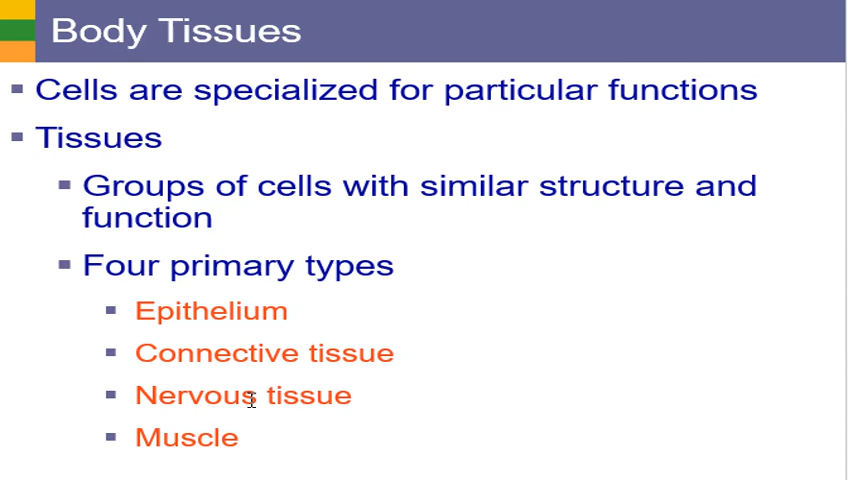 Body Tissues
Cells are specialized for particular functions
Tissues
Groups of cells with similar structure and
function
Four primary types
Epithelium
Connective tissue
Nervous tissue
Muscle